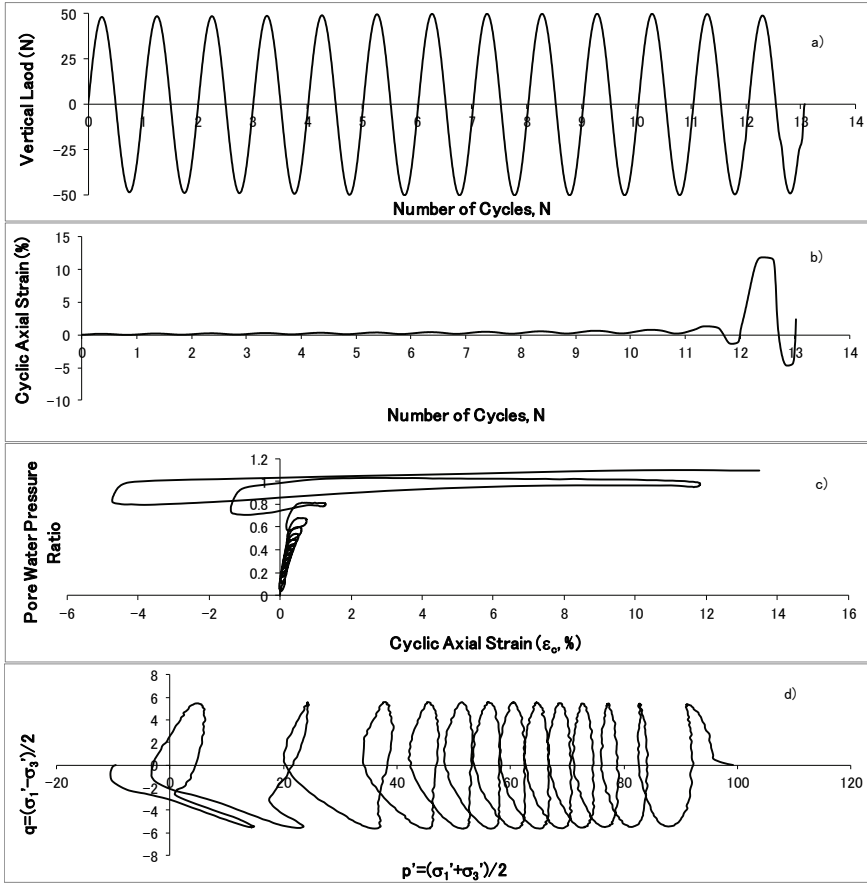 a)
Vertical Laod (N)
50
25
0
-25
-50
0 1 2 3 4 5 6 7 8 9 10 11 12 13 14
Number of Cycles, N
b)
Cyclic Axial Strain (%)
15
10
5
0
-5
-10
0 1 2 3 4 5 6 7 8 9 10 11 12 13 14
Number of Cycles, N
c)
Pore Water Pressure
Ratio
1.2
1
0.8
0.6
0.4
0.2
0
-6 -4 -2 0 2 4 6 8 10 12 14 16
Cyclic Axial Strain (εc, %)
d)
q=(σ1'-σ3')/2
8
6
4
2
0
-2
-4
-6
-8
-20 0 20 40 60 80 100 120
p'=(σ1'+σ3')/2